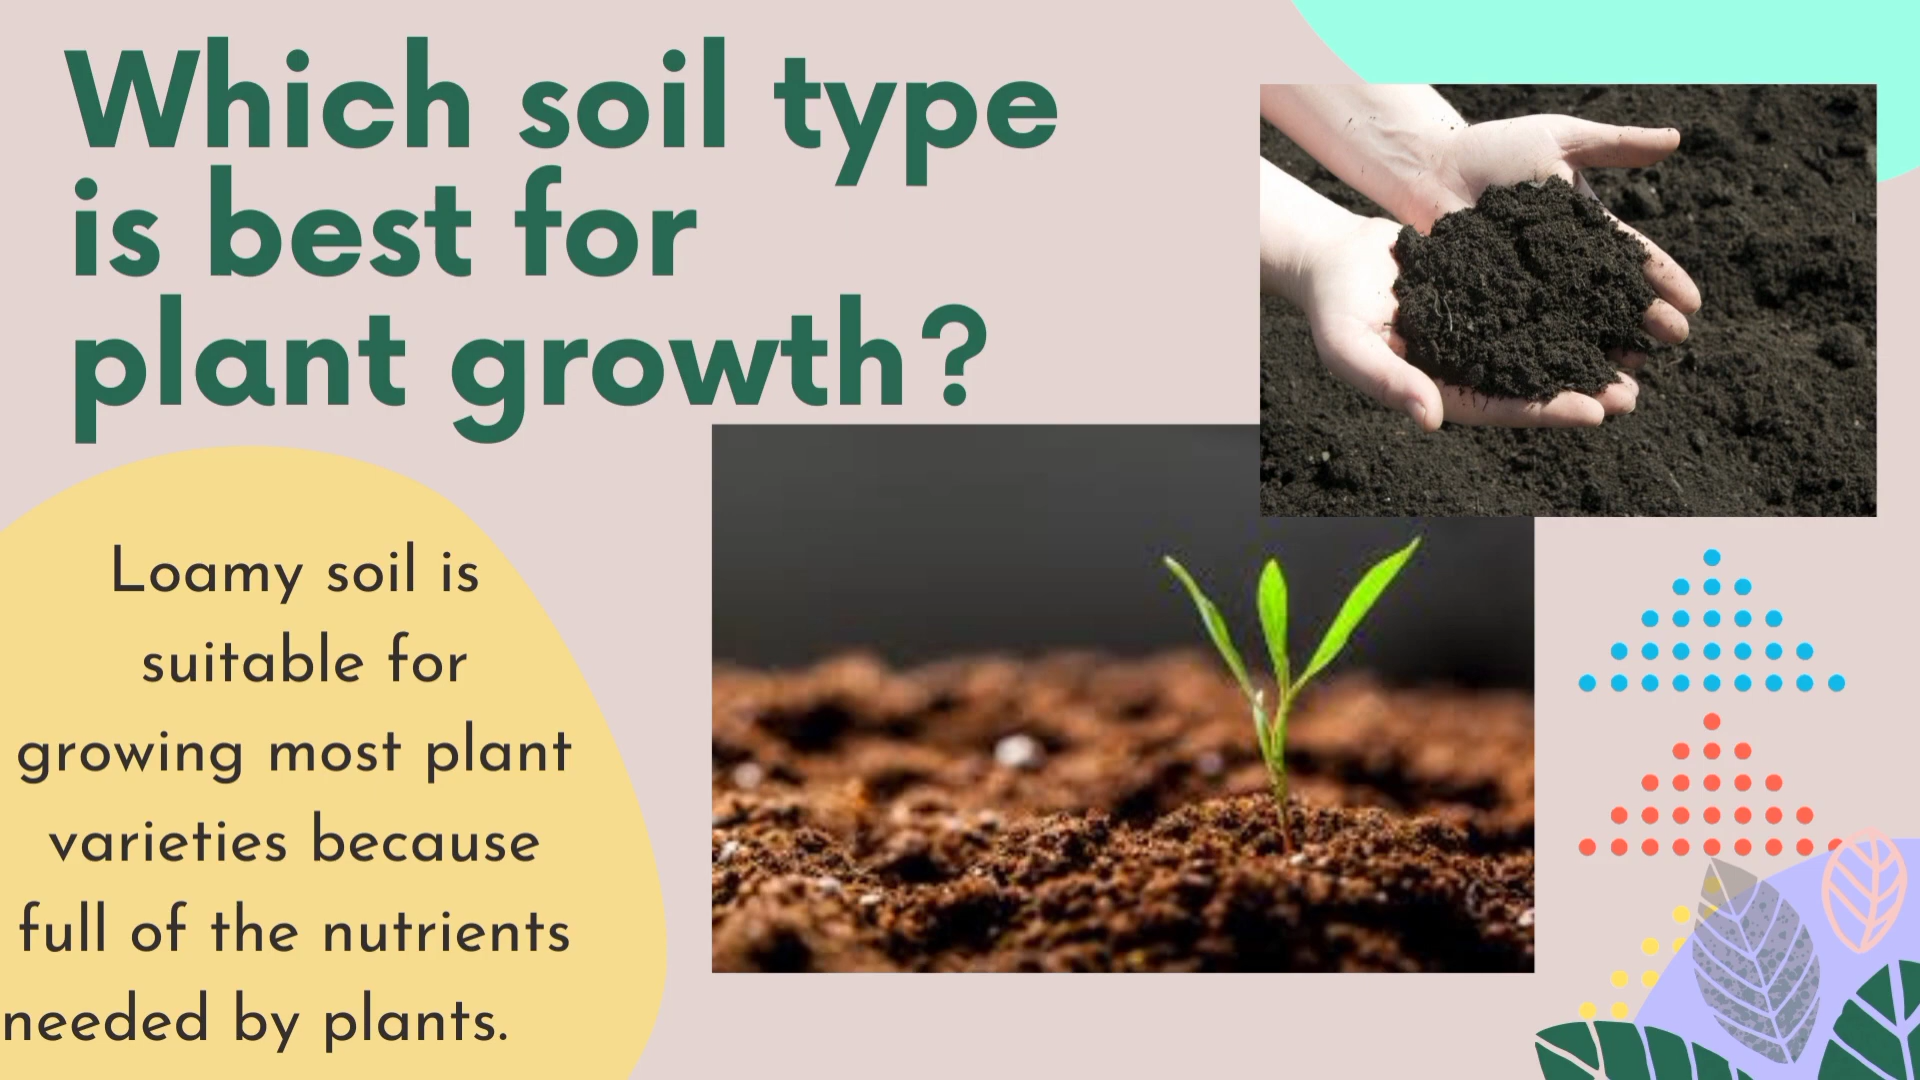 Which soil type
is best for
plant growth?
Loamy soil is
suitable for
growing most plant
varieties because
full of the nutrients
needed by plants.